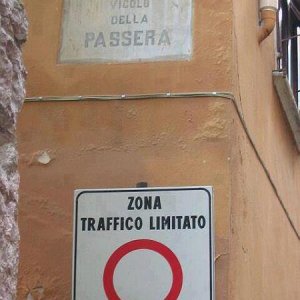 VICOLO
DELLA
PASSERA
ZONA
TRAFFICO LIMITATO